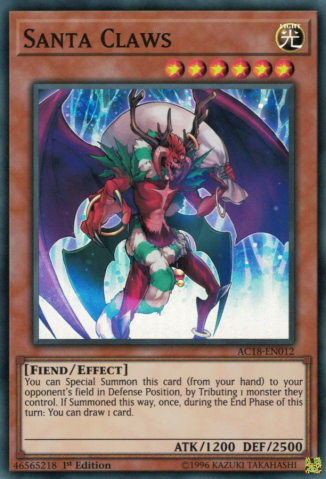 SANTA CLAWS
光
AC18-EN012
[FIEND/EFFECT]
You can Special Summon this card (from your hand) to your
opponent's field in Defense Position, by Tributing 1 monster they
control. If Summoned this way, once, during the End Phase of this
turn: You can draw 1 card.
ATK/1200 DEF/2500
46565218 1st Edition ©1996 KAZUKI TAKAHASHI